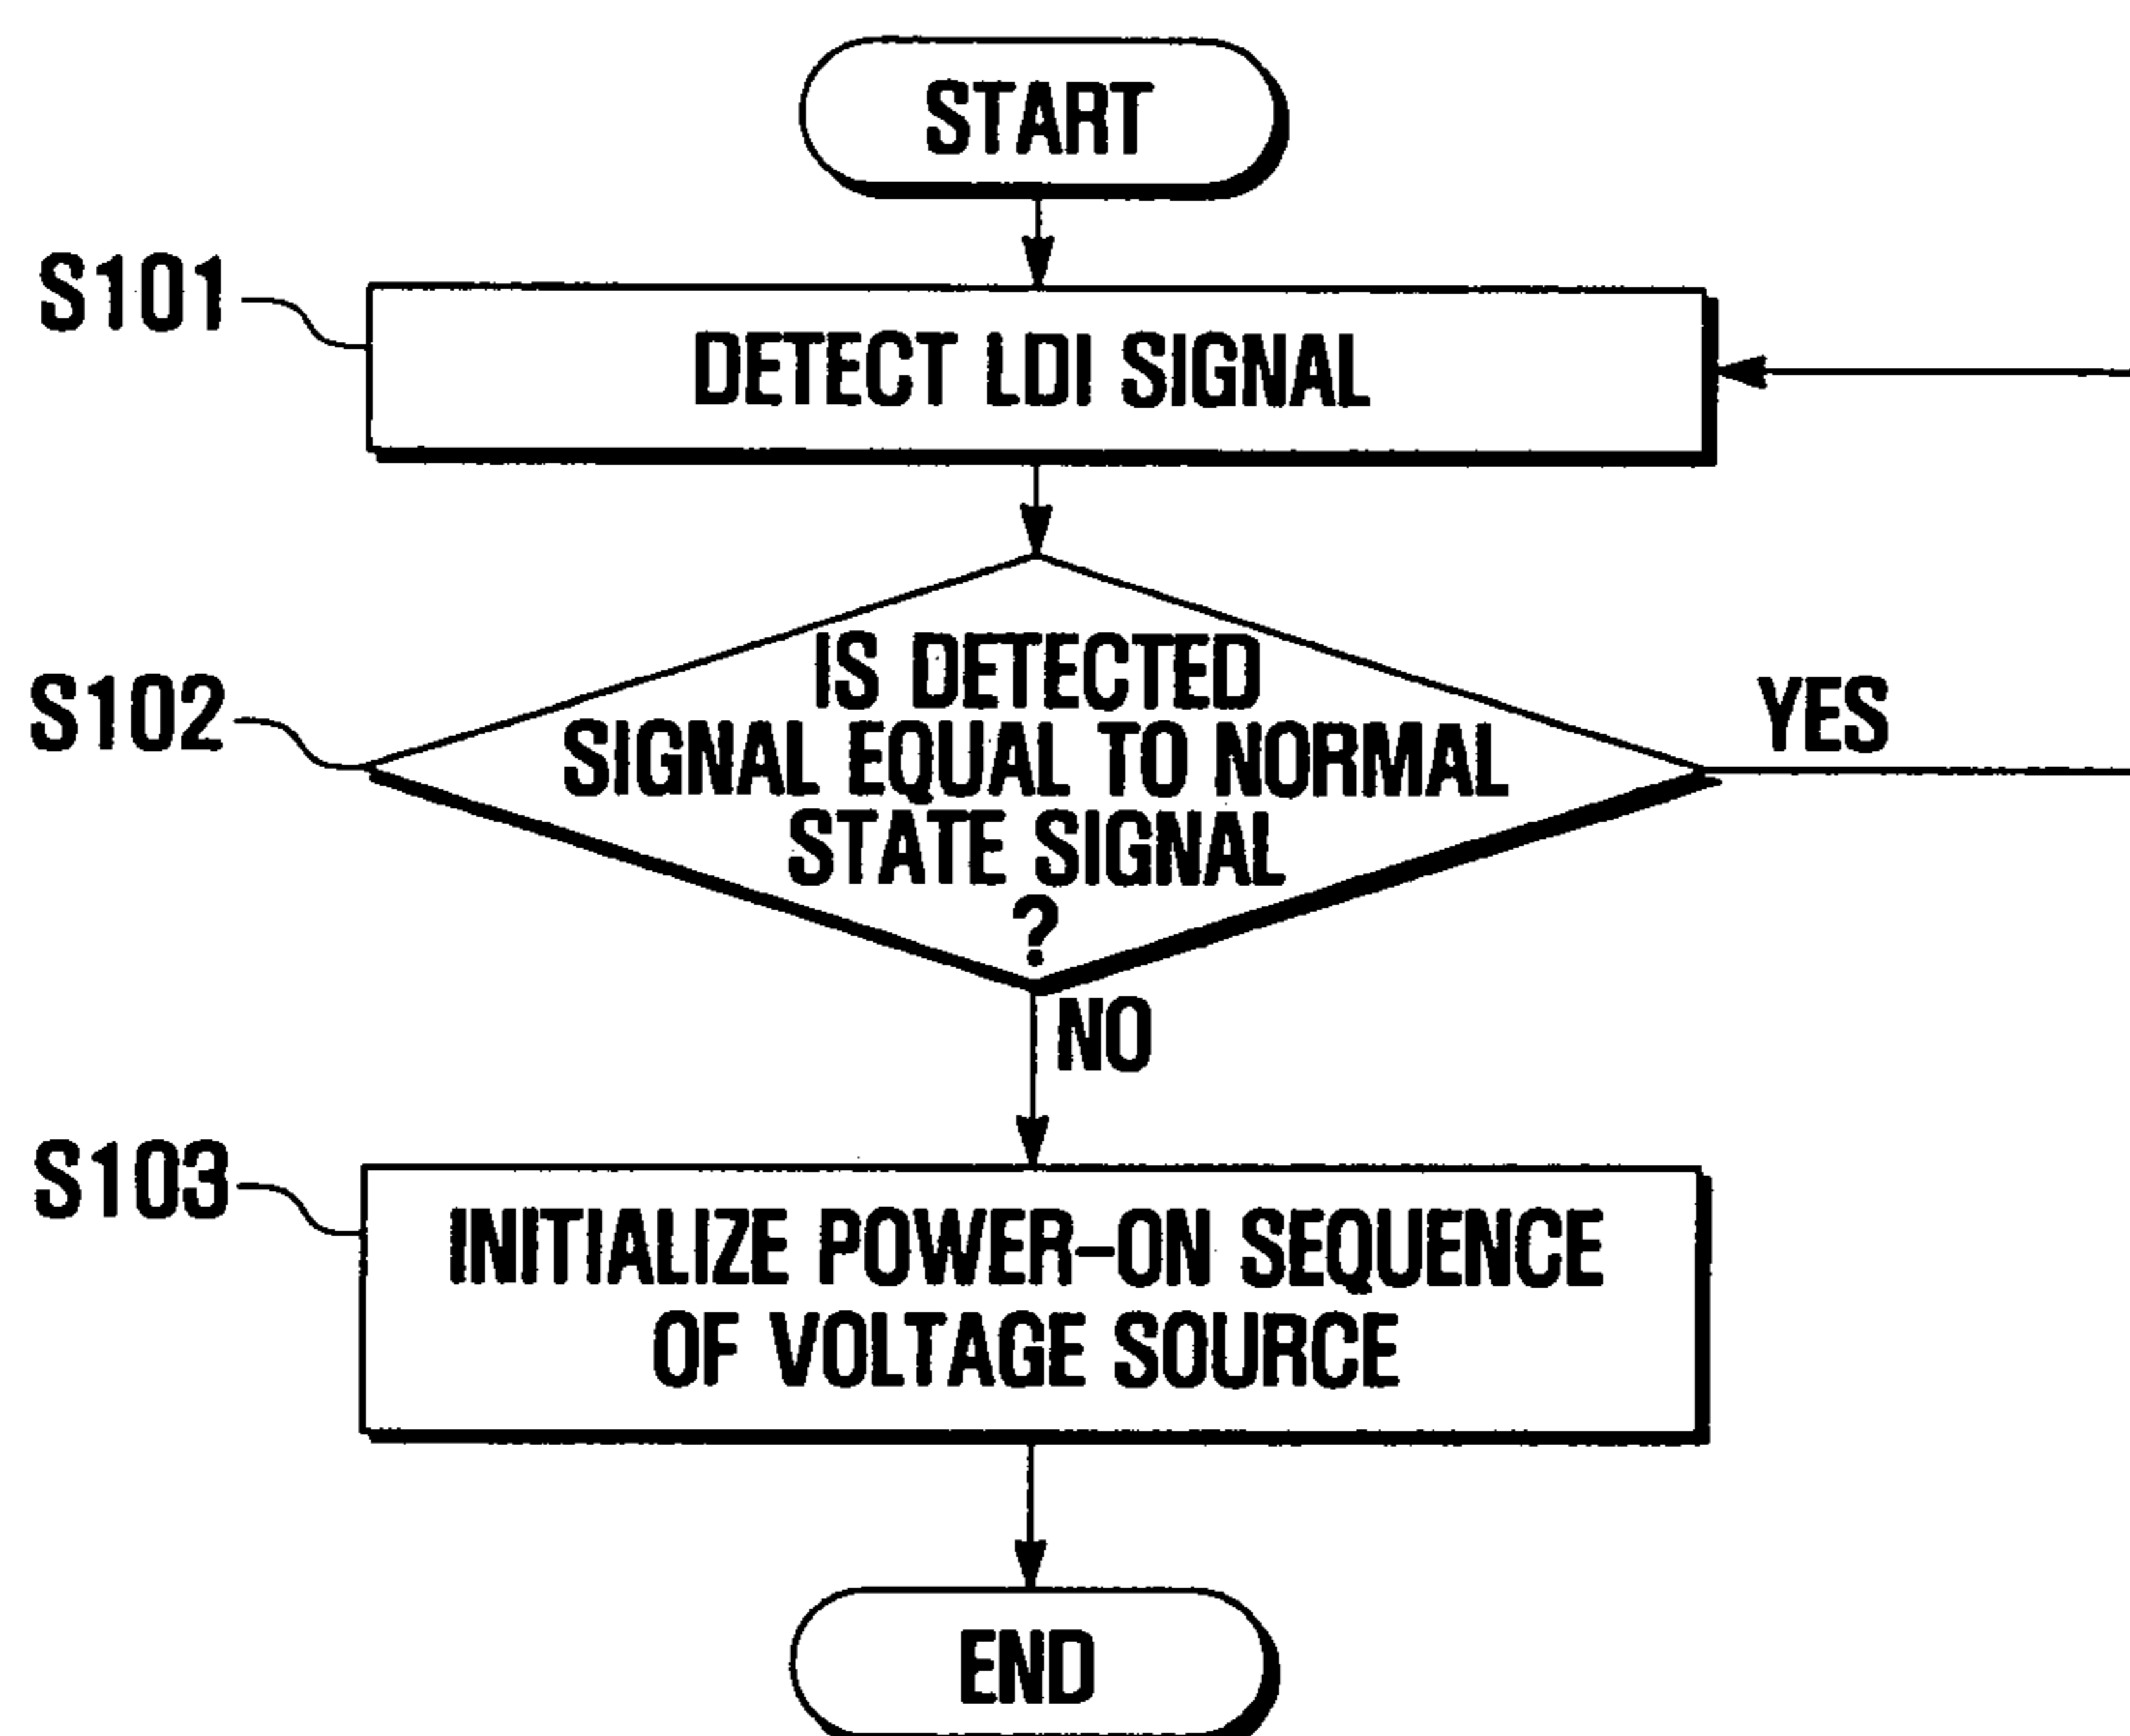 START
S101
DETECT LDI SIGNAL
S102
IS DETECTED
SIGNAL EQUAL TO NORMAL
STATE SIGNAL
?
YES
NO
S103
INITIALIZE POWER-ON SEQUENCE
OF VOLTAGE SOURCE
END